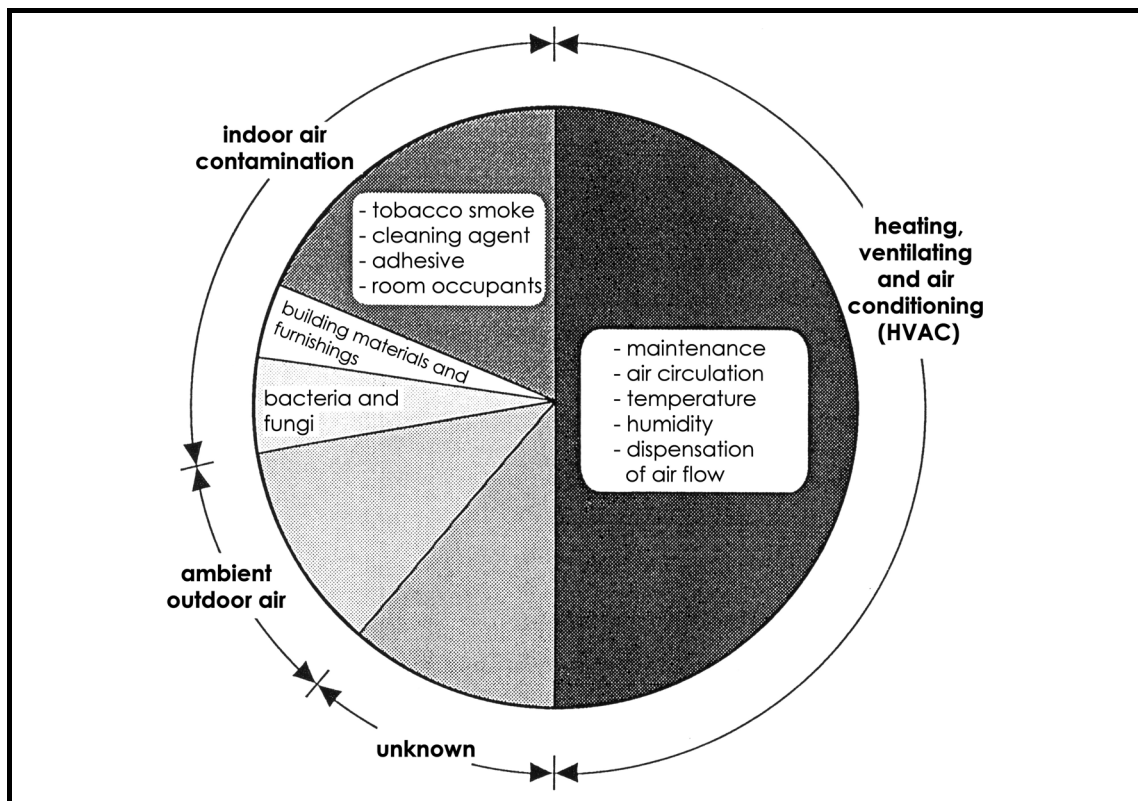 indoor air
contamination
- tobacco smoke
- cleaning agent
- adhesive
- room occupants
building materials and
furnishings
bacteria and
fungi
heating,
ventilating
and air
conditioning
(HVAC)
- maintenance
- air circulation
- temperature
- humidity
- dispensation
of air flow
ambient
outdoor air
unknown